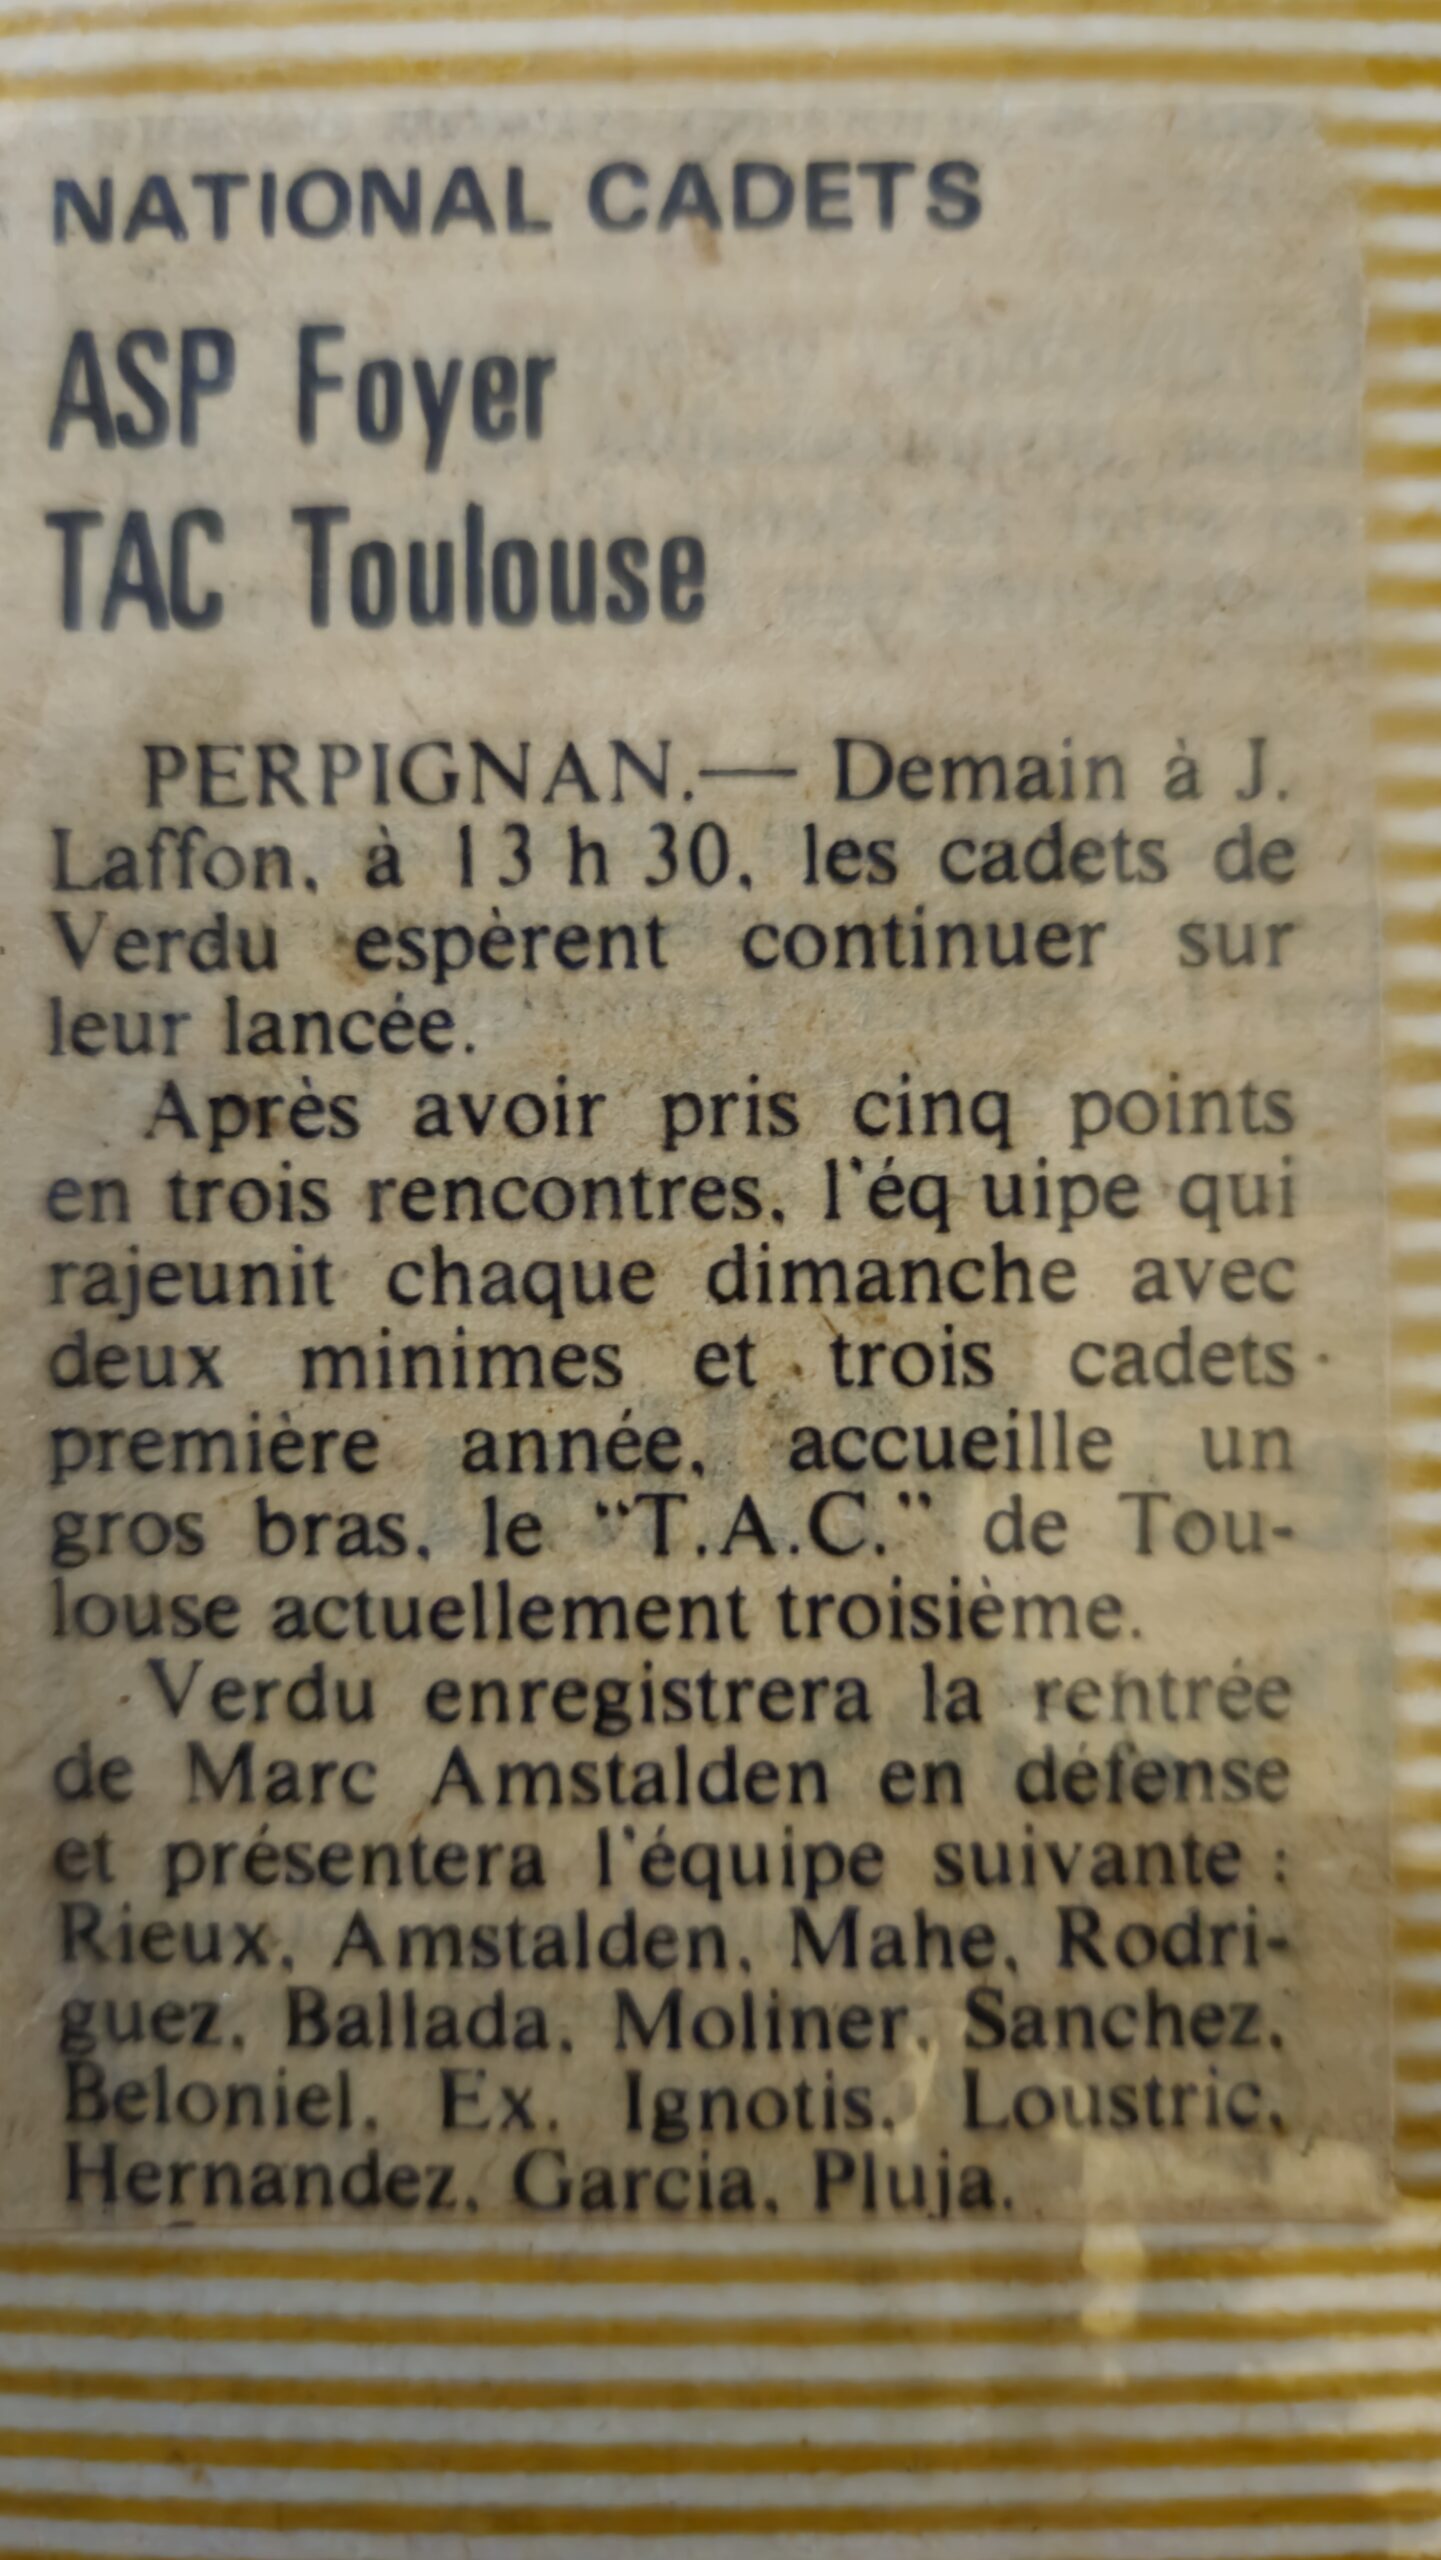 NATIONAL CADETS
ASP Foyer
TAC Toulouse
PERPIGNAN.— Demain à J.
Laffon, à 13 h 30, les cadets de
Verdu espèrent continuer sur
leur lancée.
Après avoir pris cinq points
en trois rencontres, l'éq uipe qui
rajeunit chaque dimanche avec
deux minimes et trois cadets
première année, accueille un
gros bras, le "T.A.C." de Tou-
louse actuellement troisième.
Verdu enregistrera la rentrée
de Marc Amstalden en défense
et présentera l'équipe suivante :
Rieux, Amstalden, Mahe, Rodri-
guez, Ballada, Moliner, Sanchez,
Beloniel, Ex. Ignotis, Loustric,
Hernandez, Garcia, Pluja.